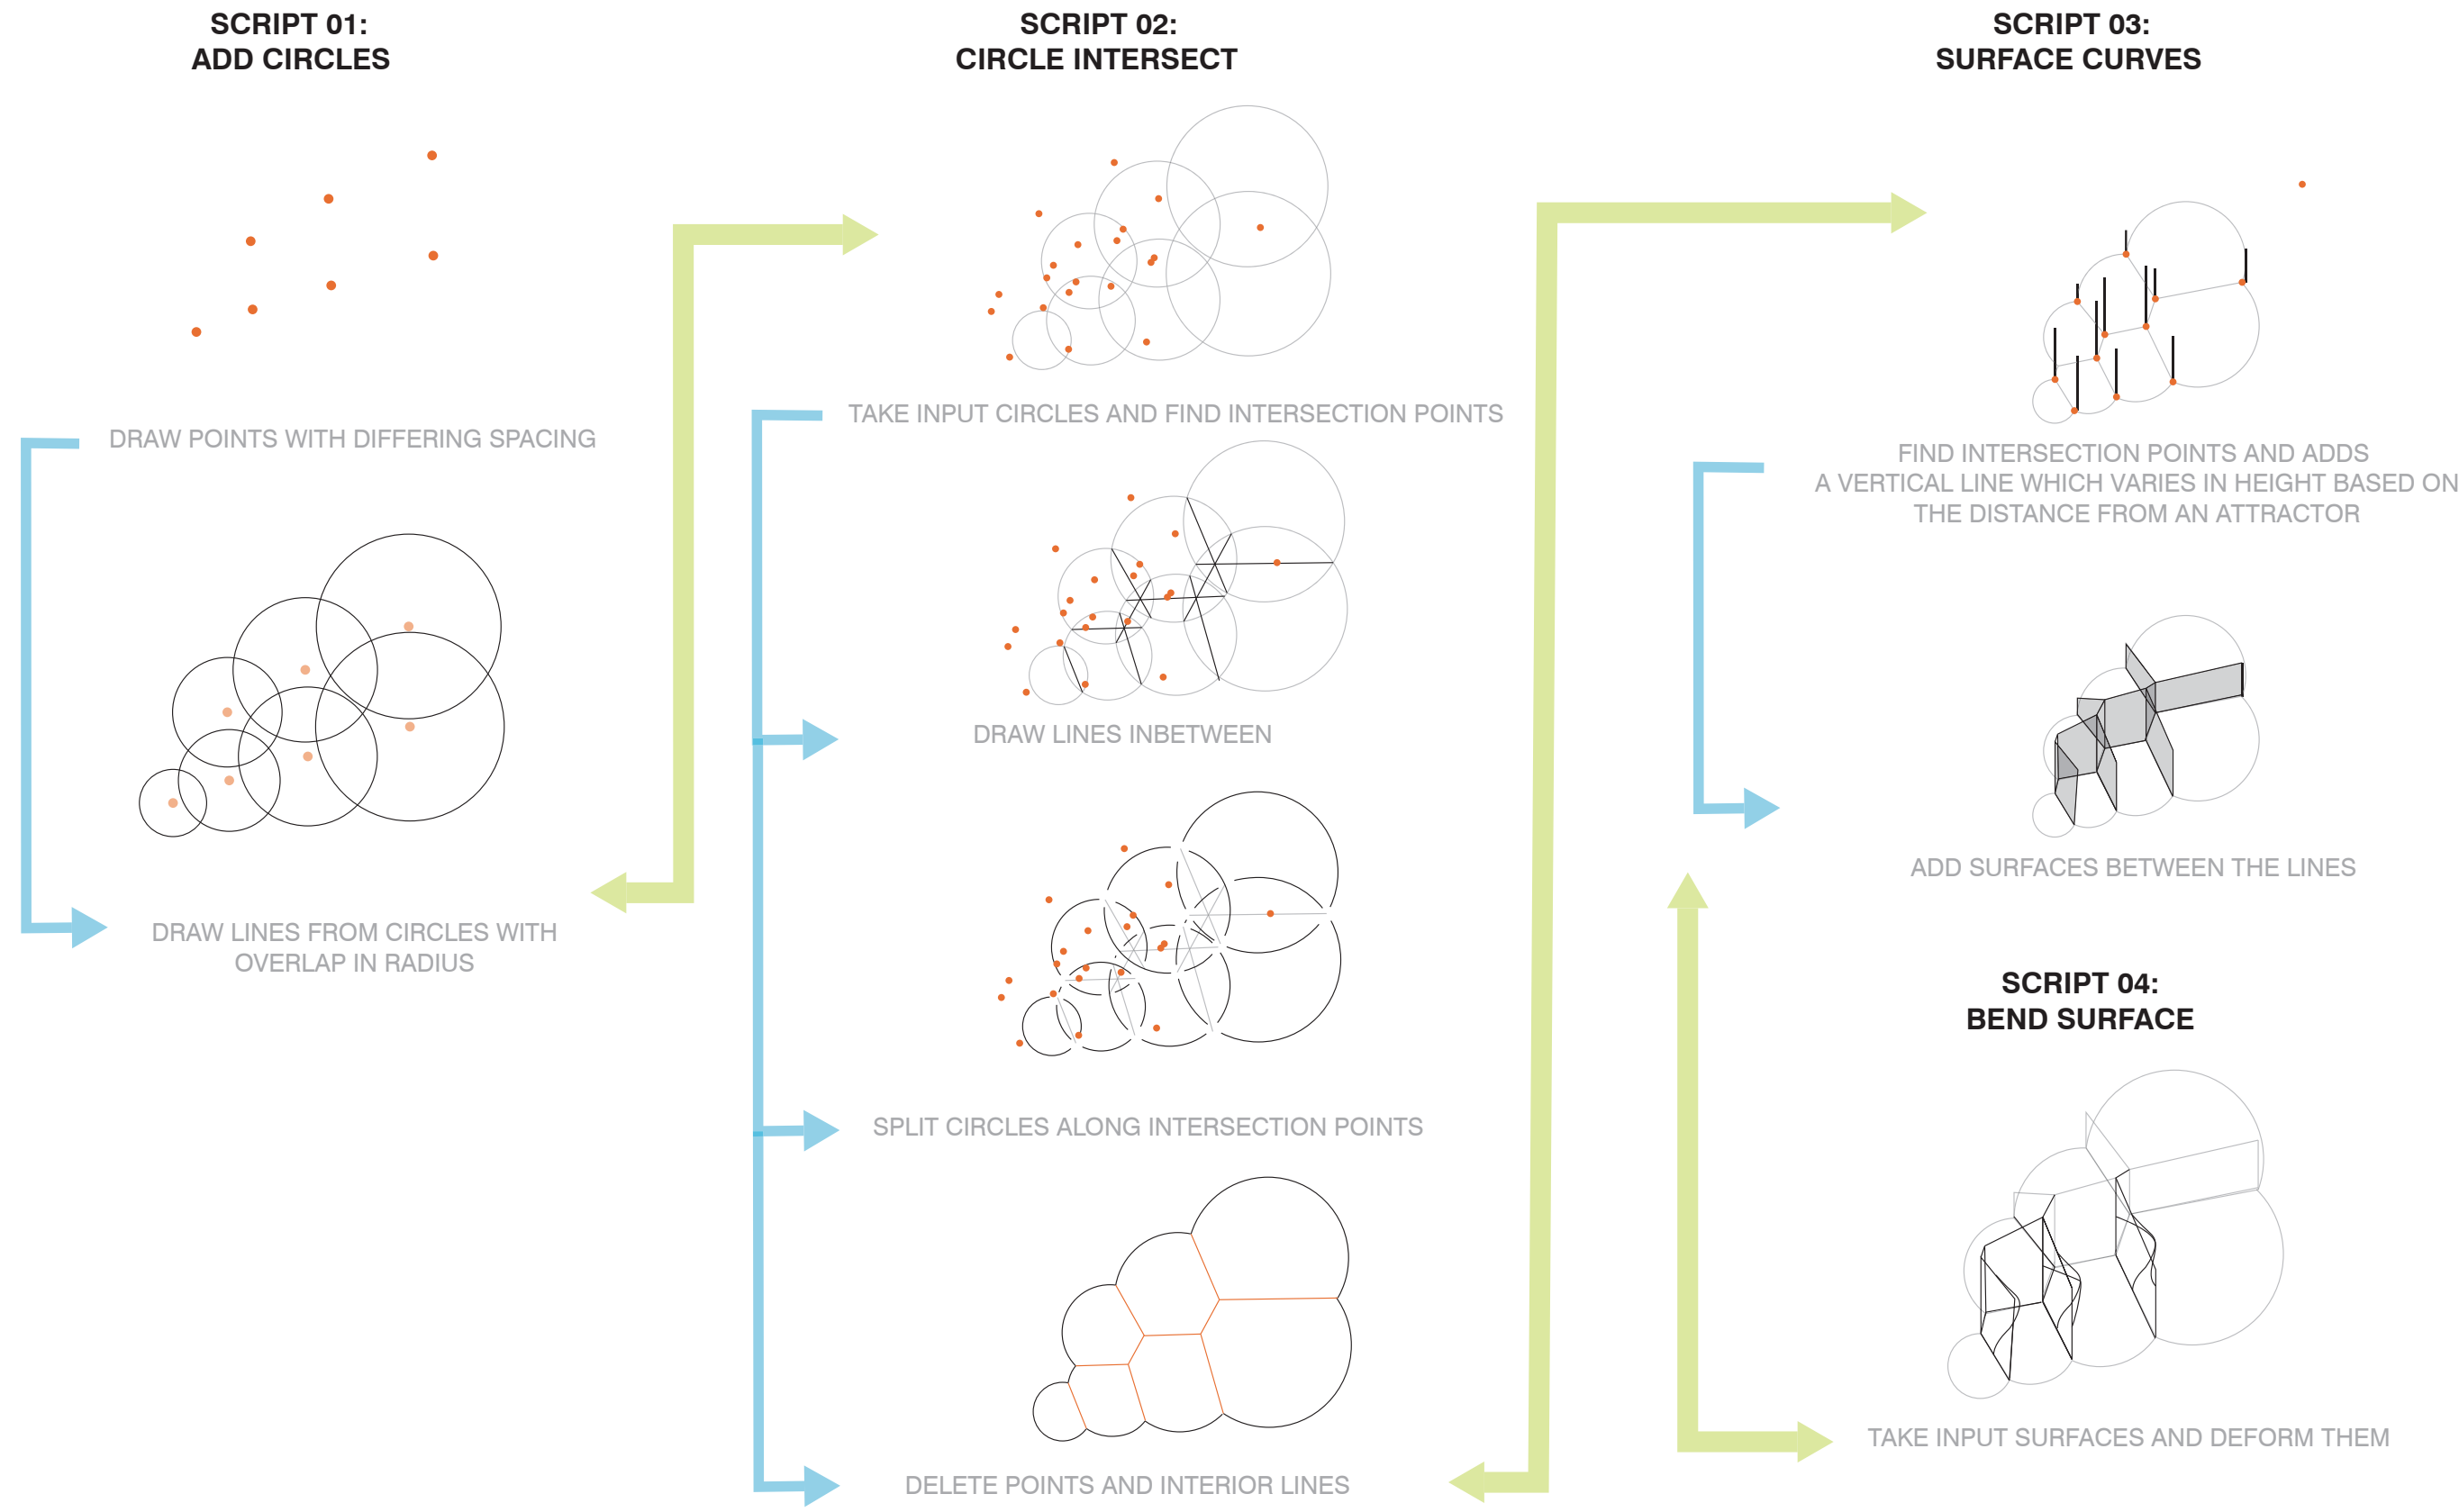 SCRIPT 01:
ADD CIRCLES
DRAW POINTS WITH DIFFERING SPACING
DRAW LINES FROM CIRCLES WITH
OVERLAP IN RADIUS
SCRIPT 02:
CIRCLE INTERSECT
TAKE INPUT CIRCLES AND FIND INTERSECTION POINTS
DRAW LINES INBETWEEN
SPLIT CIRCLES ALONG INTERSECTION POINTS
DELETE POINTS AND INTERIOR LINES
SCRIPT 03:
SURFACE CURVES
FIND INTERSECTION POINTS AND ADDS
A VERTICAL LINE WHICH VARIES IN HEIGHT BASED ON
THE DISTANCE FROM AN ATTRACTOR
ADD SURFACES BETWEEN THE LINES
SCRIPT 04:
BEND SURFACE
TAKE INPUT SURFACES AND DEFORM THEM